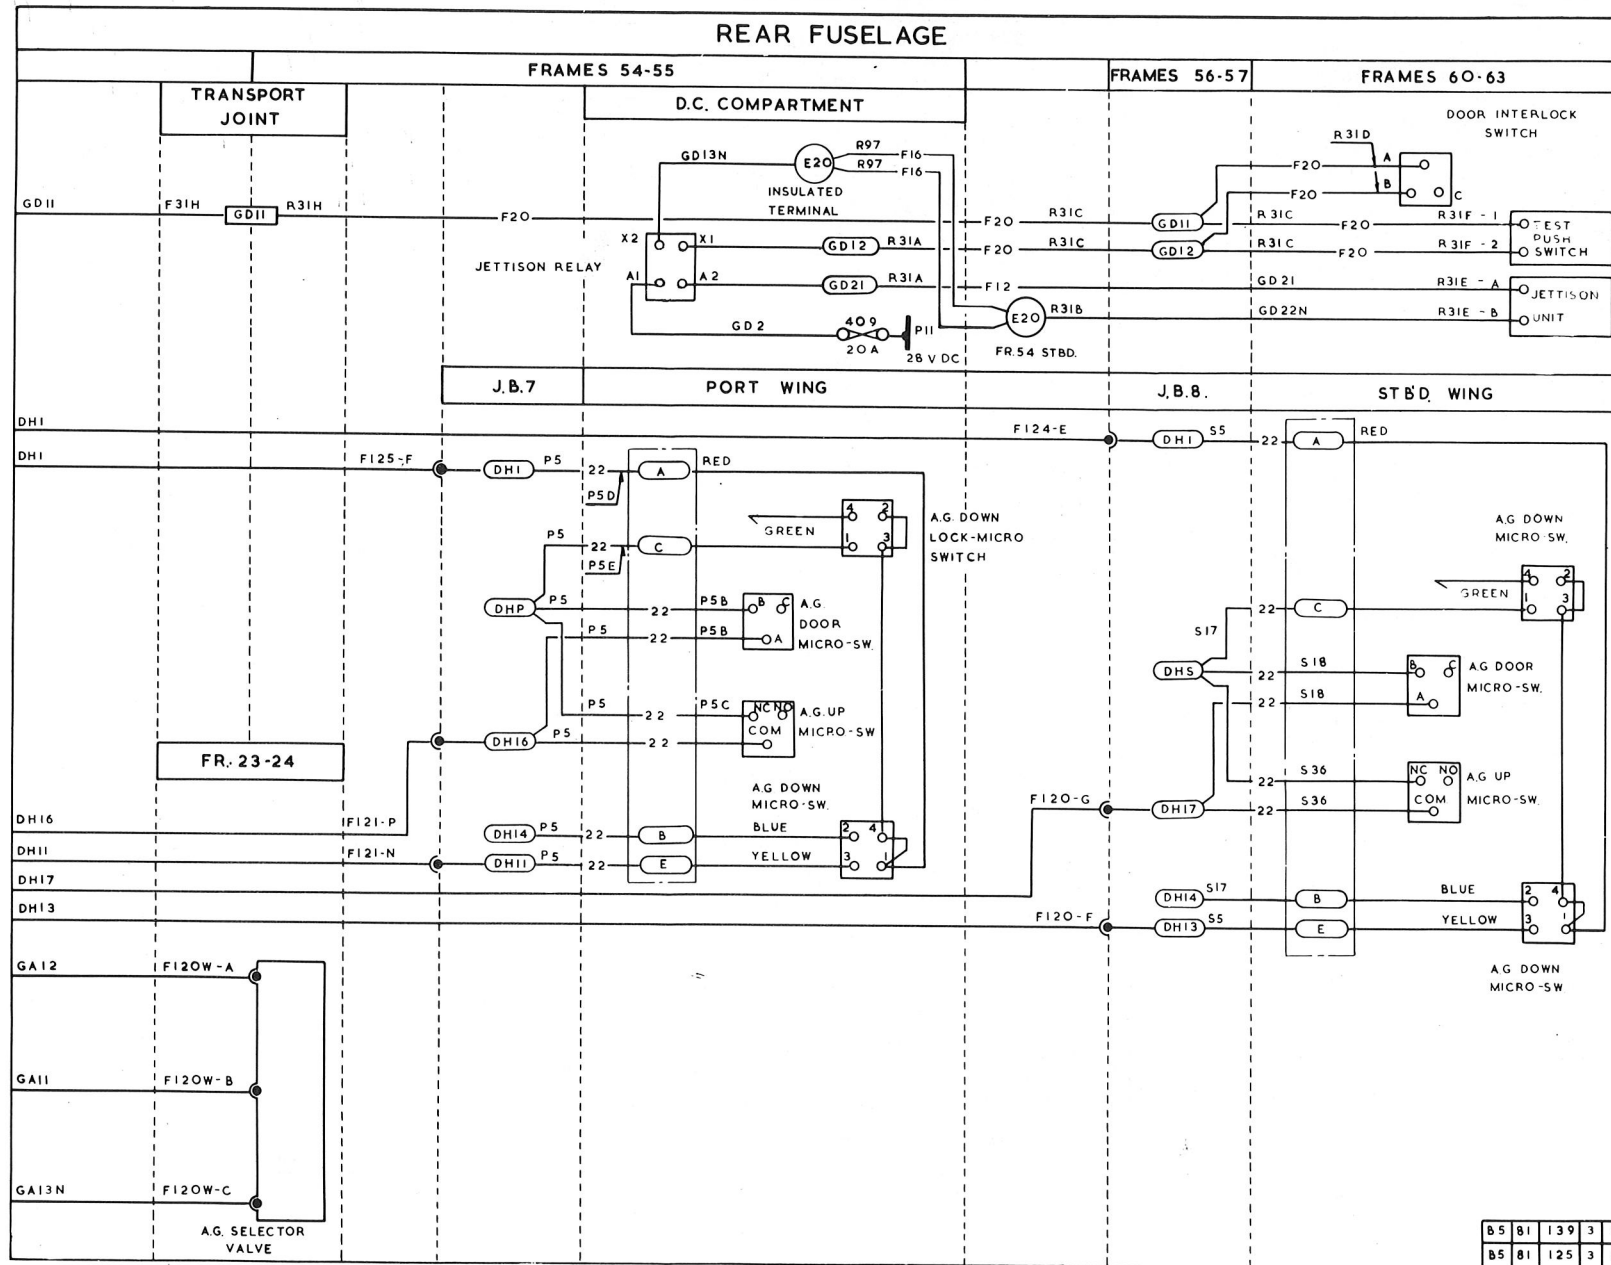 REAR FUSELAGE
FRAMES 54-55
FRAMES 56-57
FRAMES 60-63
TRANSPORT
JOINT
D.C. COMPARTMENT
DOOR INTERLOCK
SWITCH
R31D
GD13N
E20
R97
F16
R97
F16
F20
A
INSULATED
TERMINAL
F20
B
C
GD11
F31H
GD11
R31H
F20
F20
R31C
GD11
R31C
F20
R31F - 1
TEST
PUSH
SWITCH
X2
X1
GD12
R31A
F20
R31C
GD12
R31C
F20
R31F - 2
JETTISON RELAY
A1
A2
GD21
R31A
F12
GD21
R31E - A
JETTISON
UNIT
GD2
409
20A
P11
28 V DC
E20
R31B
FR.54 STBD.
GD22N
R31E - B
J.B.7
PORT WING
J.B.8.
STB'D. WING
DH1
F124-E
DH1
S5
22
A
RED
DH1
F125-F
DH1
P5
22
A
RED
P5D
4
2
GREEN
1
3
A.G. DOWN
LOCK-MICRO
SWITCH
P5
22
C
P5E
A.G DOWN
MICRO-SW.
4
2
GREEN
1
3
DHP
P5
22
P5B
B
C
A.G.
DOOR
MICRO-SW.
P5
22
P5B
A
22
C
S17
DHS
22
S18
B
C
A.G DOOR
MICRO-SW.
22
S18
A
P5
22
P5C
NC
NO
A.G.UP
MICRO-SW
COM
DH16
P5
22
FR. 23-24
22
S36
NC
NO
A.G UP
MICRO-SW.
COM
F120-G
DH17
22
S36
A.G DOWN
MICRO-SW.
DH16
F121-P
DH14
P5
22
B
BLUE
2
4
DH11
F121-N
DH11
P5
22
E
YELLOW
3
1
DH17
S17
DH14
B
BLUE
2
4
DH13
F120-F
DH13
S5
E
YELLOW
3
1
A.G DOWN
MICRO-SW
GA12
F120W-A
GA11
F120W-B
GA13N
F120W-C
A.G. SELECTOR
VALVE
B5 81 139 3
B5 81 125 3